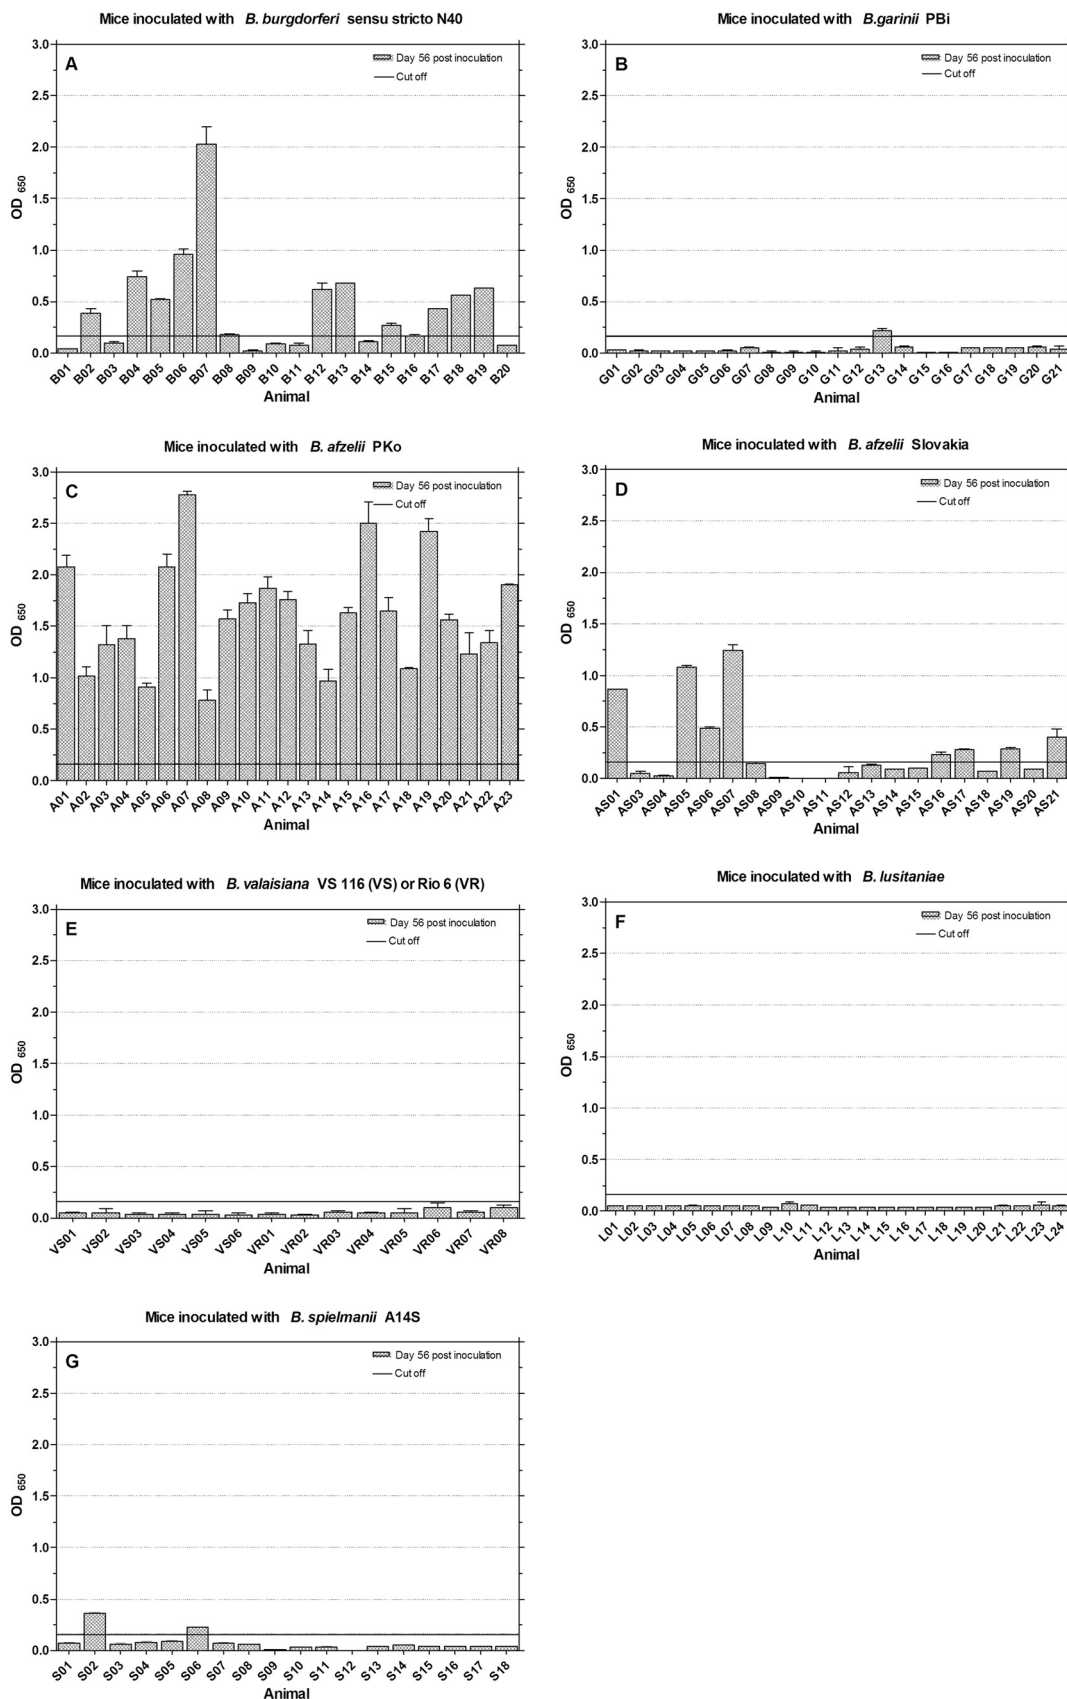 Mice inoculated with B. burgdorferi sensu stricto N40
A
Day 56 post inoculation
Cut off
OD 650
3.0
2.5
2.0
1.5
1.0
0.5
0.0
B01 B02 B03 B04 B05 B06 B07 B08 B09 B10 B11 B12 B13 B14 B15 B16 B17 B18 B19 B20
Animal
Mice inoculated with B.garinii PBi
B
Day 56 post inoculation
Cut off
OD 650
3.0
2.5
2.0
1.5
1.0
0.5
0.0
G01 G02 G03 G04 G05 G06 G07 G08 G09 G10 G11 G12 G13 G14 G15 G16 G17 G18 G19 G20 G21
Animal
Mice inoculated with B. afzelii PKo
C
Day 56 post inoculation
Cut off
OD 650
3.0
2.5
2.0
1.5
1.0
0.5
0.0
A01 A02 A03 A04 A05 A06 A07 A08 A09 A10 A11 A12 A13 A14 A15 A16 A17 A18 A19 A20 A21 A22 A23
Animal
Mice inoculated with B. afzelii Slovakia
D
Day 56 post inoculation
Cut off
OD 650
3.0
2.5
2.0
1.5
1.0
0.5
0.0
AS01 AS03 AS04 AS05 AS06 AS07 AS08 AS09 AS10 AS11 AS12 AS13 AS14 AS15 AS16 AS17 AS18 AS19 AS20 AS21
Animal
Mice inoculated with B. valaisiana VS 116 (VS) or Rio 6 (VR)
E
Day 56 post inoculation
Cut off
OD 650
3.0
2.5
2.0
1.5
1.0
0.5
0.0
VS01 VS02 VS03 VS04 VS05 VS06 VR01 VR02 VR03 VR04 VR05 VR06 VR07 VR08
Animal
Mice inoculated with B. lusitaniae
F
Day 56 post inoculation
Cut off
OD 650
3.0
2.5
2.0
1.5
1.0
0.5
0.0
L01 L02 L03 L04 L05 L06 L07 L08 L09 L10 L11 L12 L13 L14 L15 L16 L17 L18 L19 L20 L21 L22 L23 L24
Animal
Mice inoculated with B. spielmanii A14S
G
Day 56 post inoculation
Cut off
OD 650
3.0
2.5
2.0
1.5
1.0
0.5
0.0
S01 S02 S03 S04 S05 S06 S07 S08 S09 S10 S11 S12 S13 S14 S15 S16 S17 S18
Animal